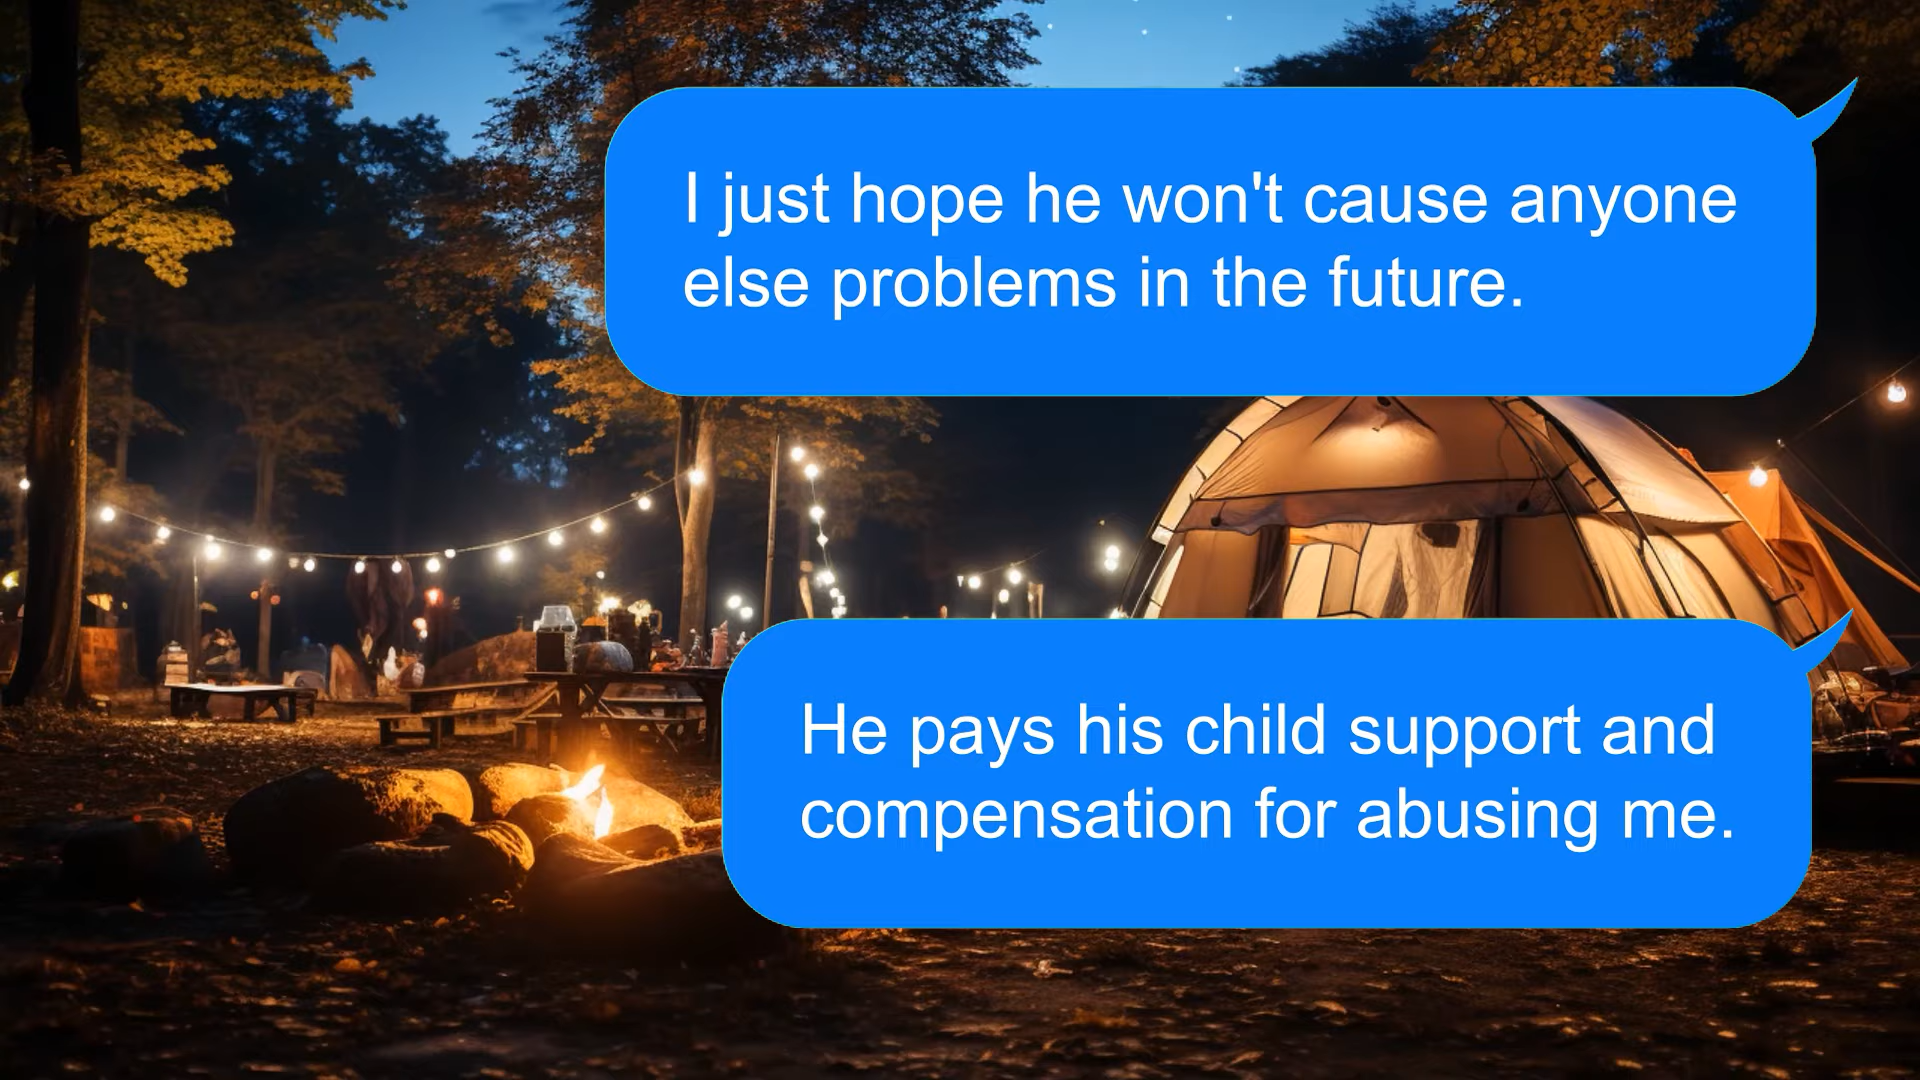 I just hope he won't cause anyone
else problems in the future.
He pays his child support and
compensation for abusing me.